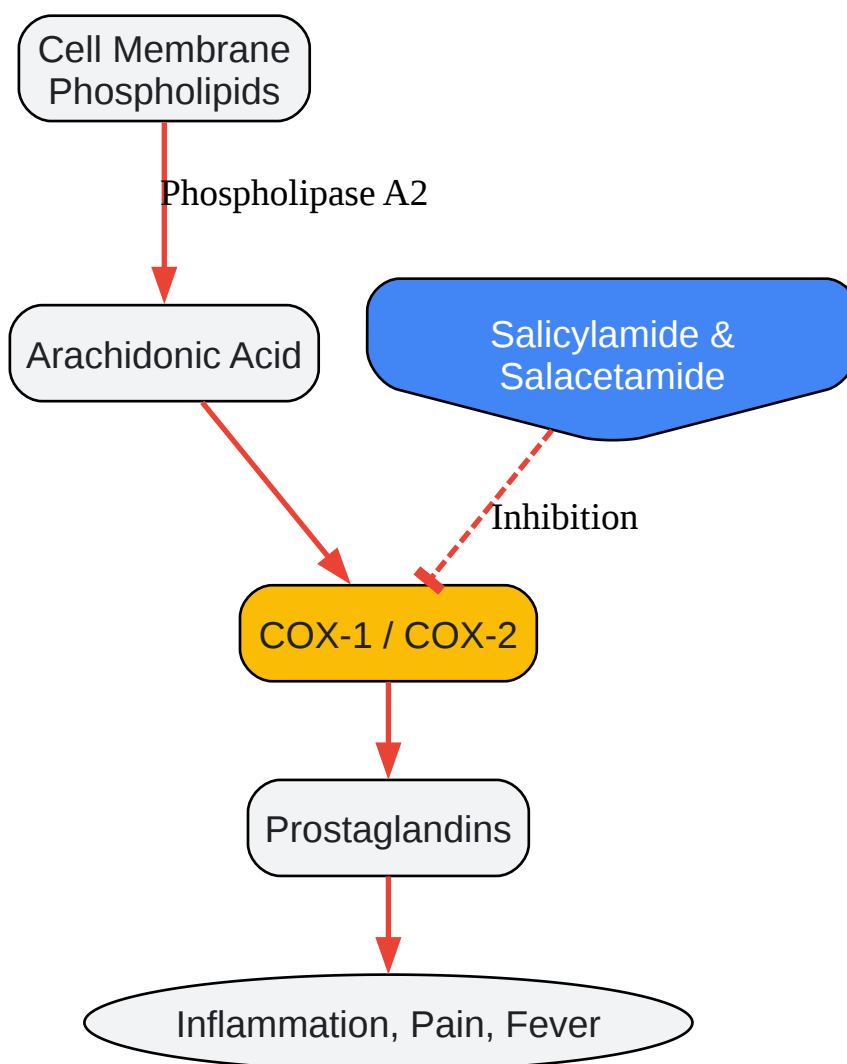 Cell Membrane
Phospholipids
Phospholipase A2
Arachidonic Acid
Salicylamide &
Salacetamide
Inhibition
COX-1 / COX-2
Prostaglandins
Inflammation, Pain, Fever